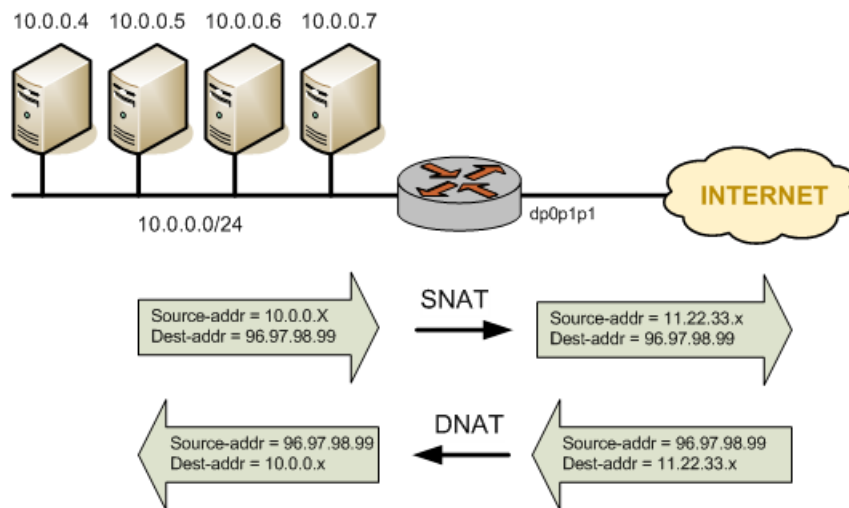 10.0.0.4 10.0.0.5 10.0.0.6 10.0.0.7
INTERNET
dp0p1p1
10.0.0.0/24
SNAT
Source-addr = 10.0.0.X
Dest-addr = 96.97.98.99
Source-addr = 11.22.33.x
Dest-addr = 96.97.98.99
DNAT
Source-addr = 96.97.98.99
Dest-addr = 10.0.0.x
Source-addr = 96.97.98.99
Dest-addr = 11.22.33.x